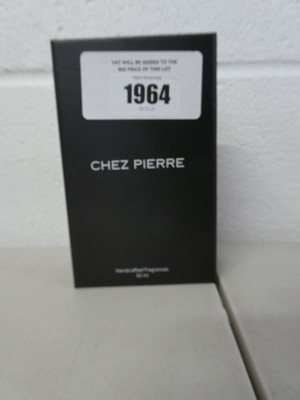 VAT WILL BE ADDED TO THE
BID PRICE OF THIS LOT
1964
CHEZ PIERRE
Handcrafted Fragrances
50 ml